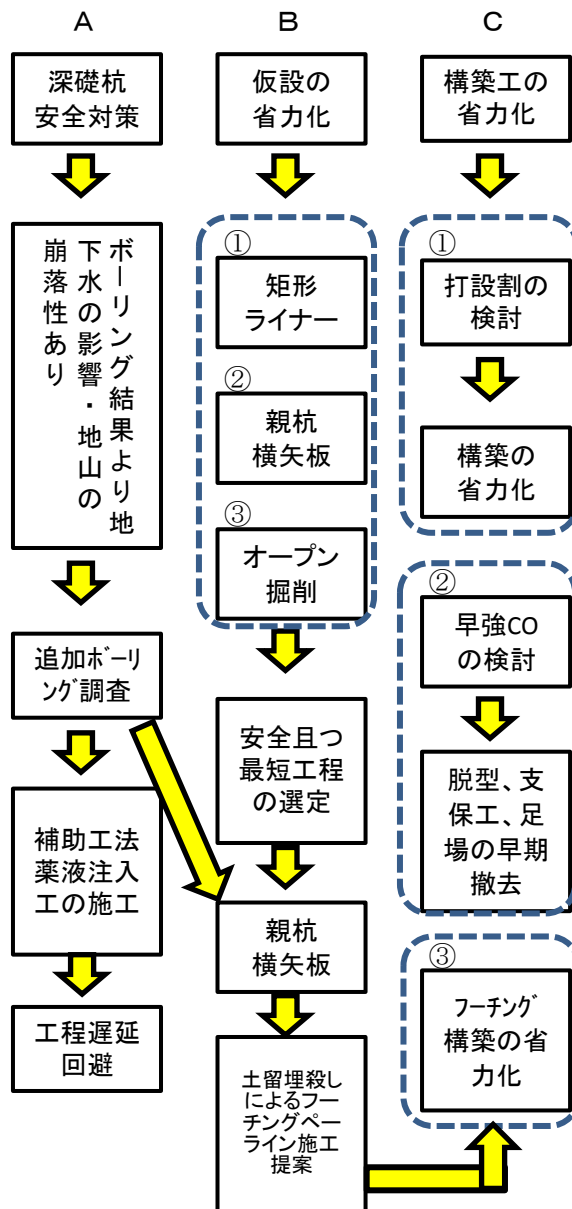 A
深礎杭
安全対策
ボーリング結果より地
下水の影響・地山の
崩落性あり
追加ﾎﾞｰﾘ
ﾝｸﾞ調査
補助工法
薬液注入
工の施工
工程遅延
回避
B
仮設の
省力化
①
矩形
ライナー
②
親杭
横矢板
③
オープン
掘削
安全且つ
最短工程
の選定
親杭
横矢板
土留埋殺し
によるフー
チングペー
ライン施工
提案
C
構築工の
省力化
①
打設割の
検討
構築の
省力化
②
早強CO
の検討
脱型、支
保工、足
場の早期
撤去
③
ﾌｰﾁﾝｸﾞ
構築の省
力化